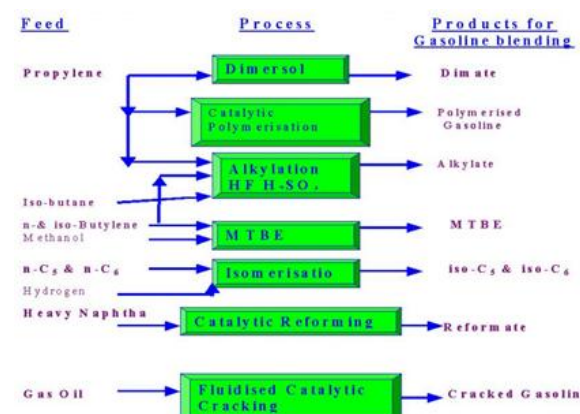 Feed Process Products for
Gasoline blending
Propylene Dimersol Dimate
Catalytic
Polymerisation
Polymerised
Gasoline
Alkylation
HF H-SO₄
Alkylate
Iso-butane
n-& iso-Butylene
Methanol
MTBE MTBE
n-C₅ & n-C₆ Isomerisatio iso-C₅ & iso-C₆
Hydrogen
Heavy Naphtha Catalytic Reforming Reformate
Gas Oil Fluidised Catalytic
Cracking
Cracked Gasolin